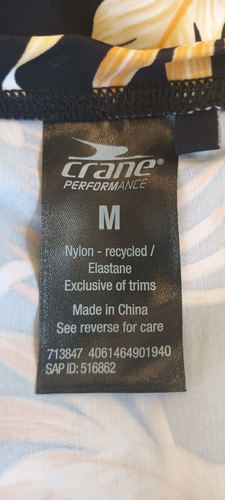 crane®
PERFORMANCE
M
Nylon - recycled /
Elastane
Exclusive of trims
Made in China
See reverse for care
713847 4061464901940
SAP ID: 516862